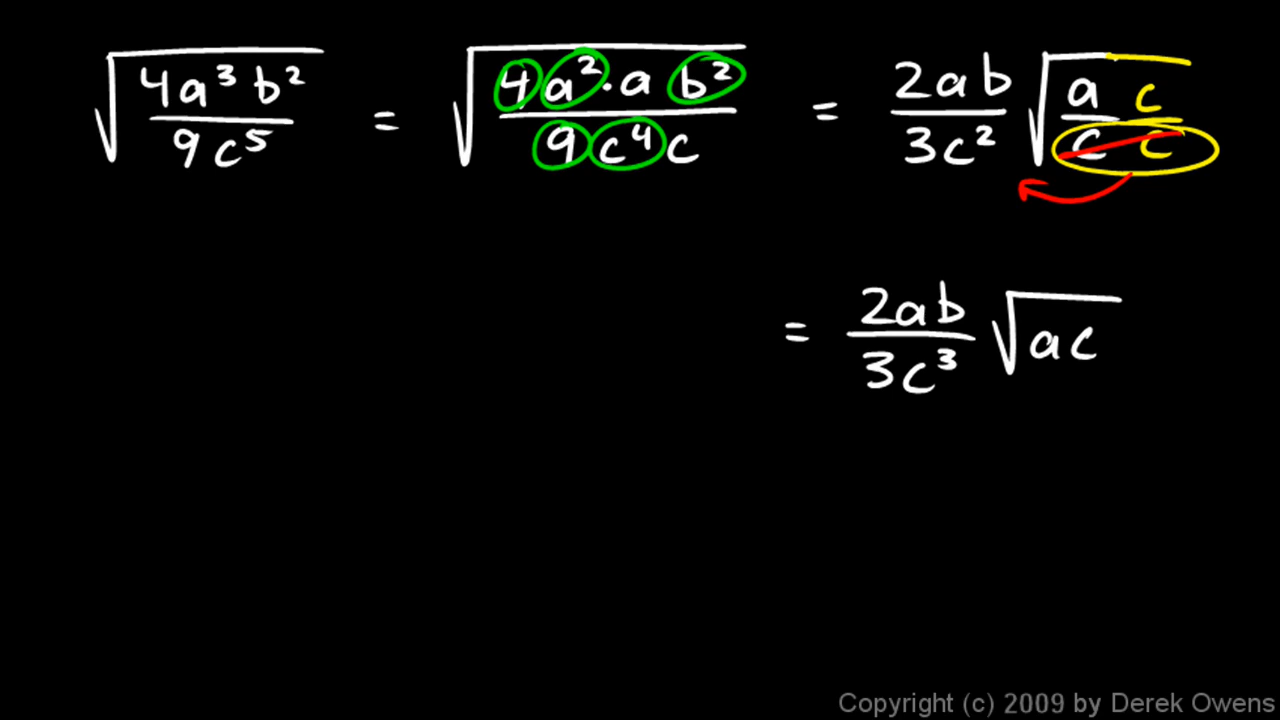 √(4a³b²/9c⁵) = √(4a²·a b²/9c⁴c) = 2ab/3c² √(a c/c c)
= 2ab/3c³ √ac
Copyright (c) 2009 by Derek Owens